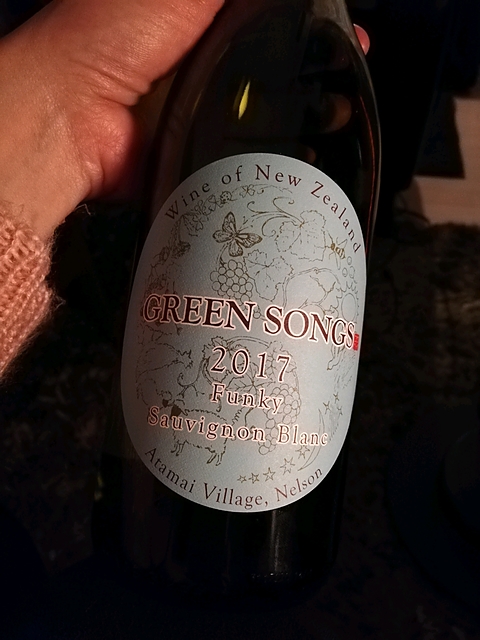 Wine of New Zealand
GREEN SONGS
2017
Funky
Sauvignon Blanc
Atamai Village, Nelson